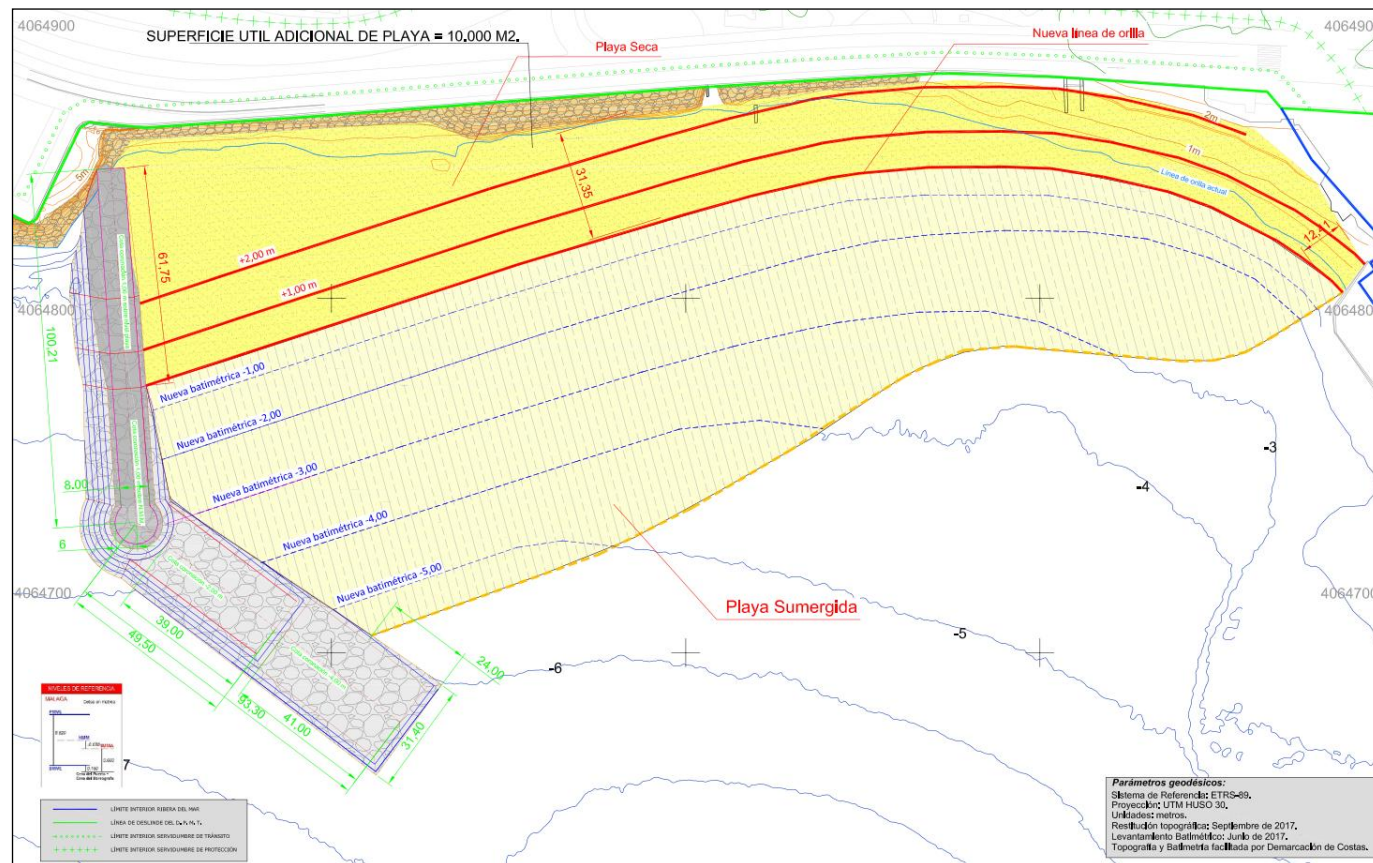 4064900
4064900
SUPERFICIE UTIL ADICIONAL DE PLAYA = 10.000 M2.
Playa Seca
Nueva línea de orilla
2m
1m
5m
Línea de orilla actual
31,35
12,41
61,75
+2,00 m
+1,00 m
4064800
4064800
100,21
Nueva batimétrica -1,00
Nueva batimétrica -2,00
Nueva batimétrica -3,00
Nueva batimétrica -4,00
Nueva batimétrica -5,00
-3
-4
8.00
6
4064700
4064700
Playa Sumergida
-5
-6
39,00
49,50
24,00
93,30
41,00
31,40
NIVELES DE REFERENCIA
MALAGA
7
LÍMITE INTERIOR RIBERA DEL MAR
LÍNEA DE DESLINDE DEL D.P.M.T.
LÍMITE INTERIOR SERVIDUMBRE DE TRÁNSITO
LÍMITE INTERIOR SERVIDUMBRE DE PROTECCIÓN
Parámetros geodésicos:
Sistema de Referencia: ETRS-89.
Proyección: UTM HUSO 30.
Unidades: metros.
Restitución topográfica: Septiembre de 2017.
Levantamiento Batimétrico: Junio de 2017.
Topografía y Batimetría facilitada por Demarcación de Costas.